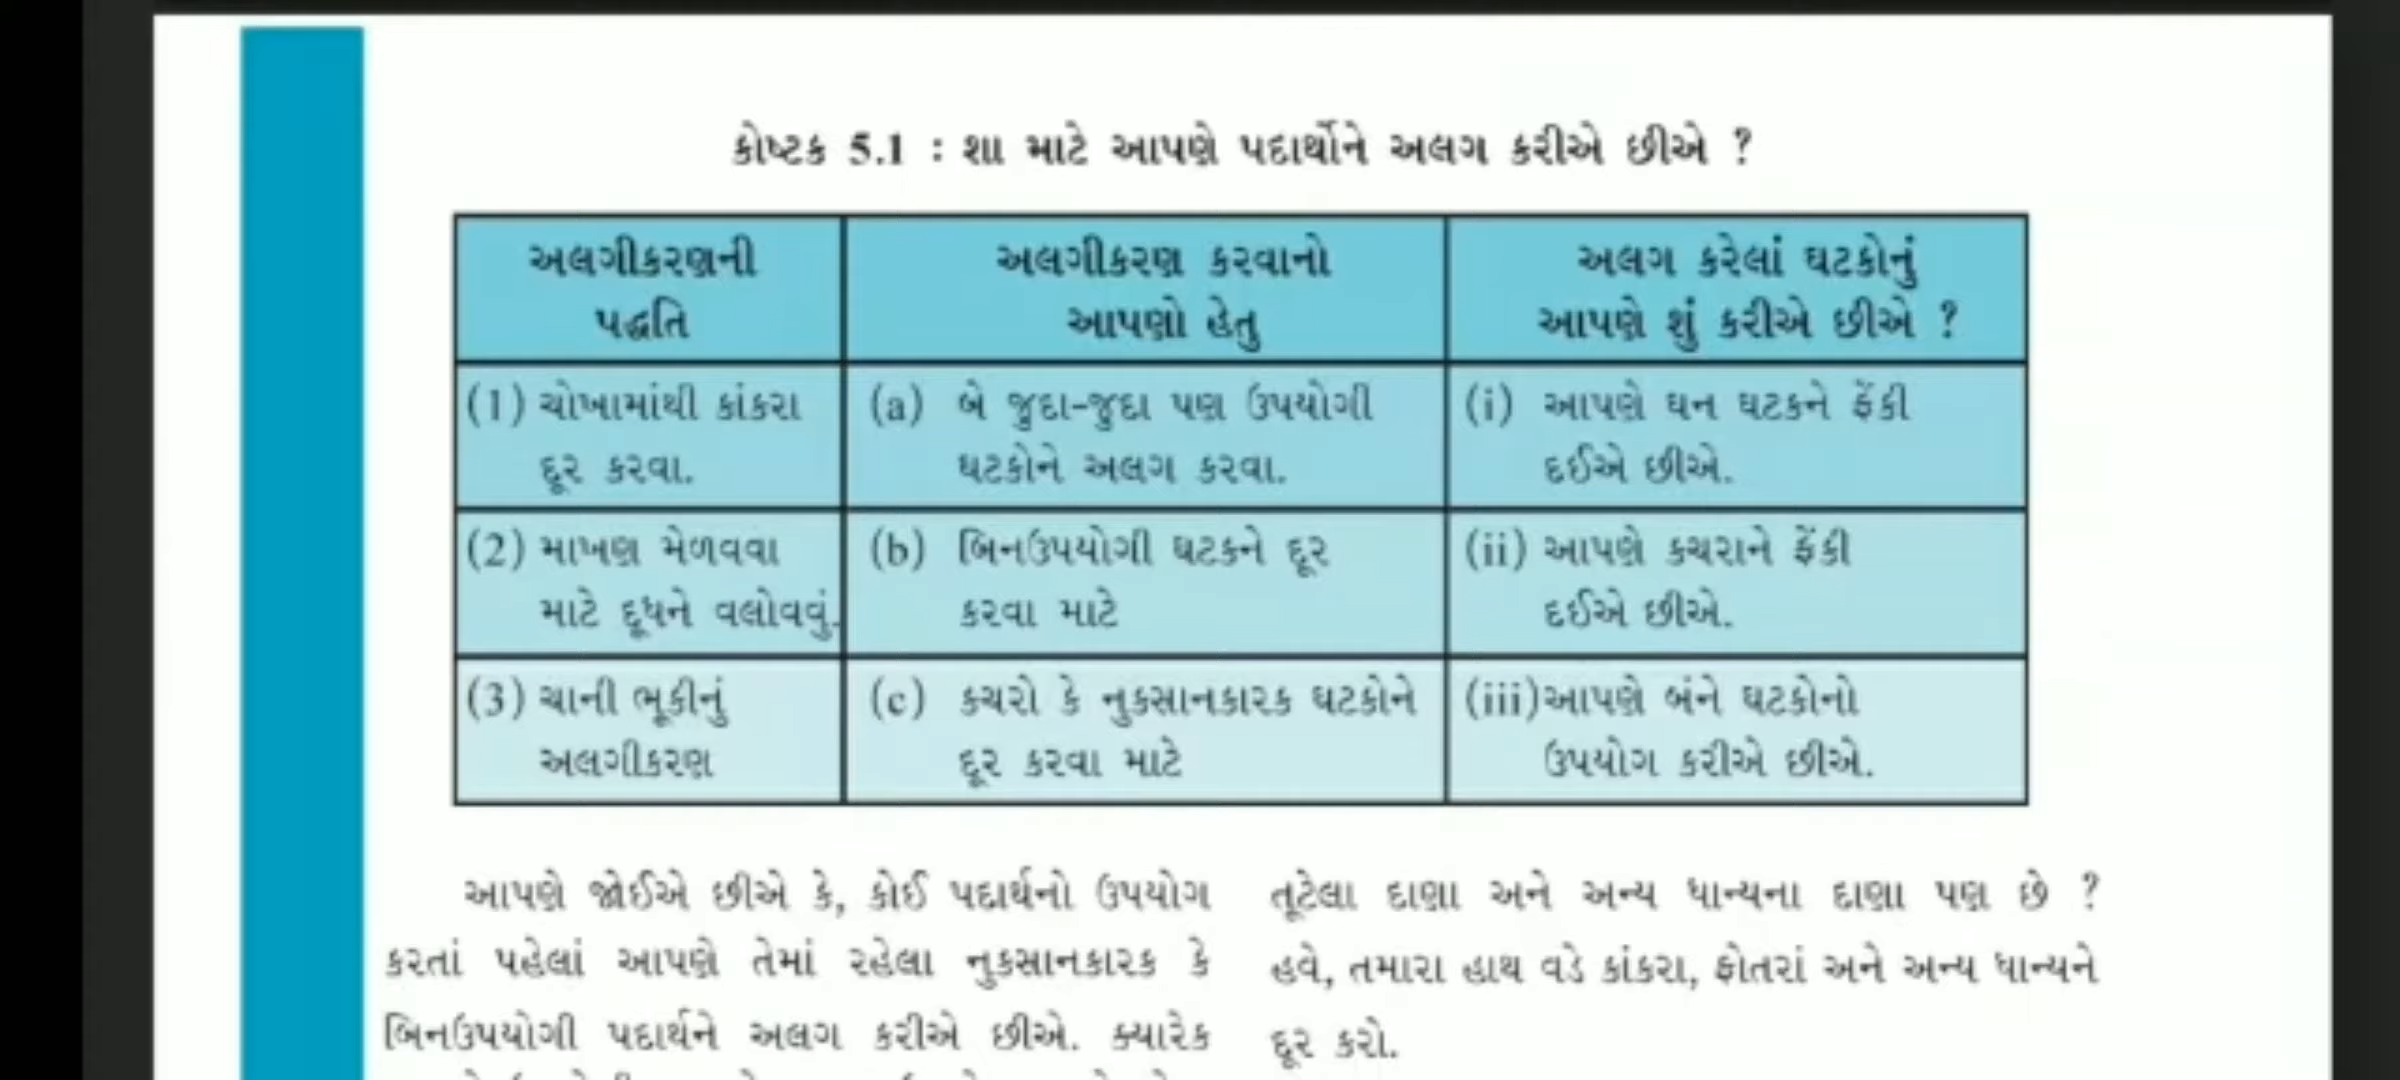 કોષ્ટક 5.1 : શા માટે આપણે પદાર્થોને અલગ કરીએ છીએ ?
અલગીકરણની
પદ્ધતિ
અલગીકરણ કરવાનો
આપણો હેતુ
અલગ કરેલાં ઘટકોનું
આપણે શું કરીએ છીએ ?
(1) ચોખામાંથી કાંકરા
દૂર કરવા.
(a) બે જુદા-જુદા પણ ઉપયોગી
ઘટકોને અલગ કરવા.
(i) આપણે ઘન ઘટકને ફેંકી
દઈએ છીએ.
(2) માખણ મેળવવા
માટે દૂધને વલોવવું.
(b) બિનઉપયોગી ઘટકને દૂર
કરવા માટે
(ii) આપણે કચરાને ફેંકી
દઈએ છીએ.
(3) ચાની ભૂકીનું
અલગીકરણ
(c) કચરો કે નુકસાનકારક ઘટકોને
દૂર કરવા માટે
(iii) આપણે બંને ઘટકોનો
ઉપયોગ કરીએ છીએ.
આપણે જોઈએ છીએ કે, કોઈ પદાર્થનો ઉપયોગ
કરતાં પહેલાં આપણે તેમાં રહેલા નુકસાનકારક કે
બિનઉપયોગી પદાર્થને અલગ કરીએ છીએ. ક્યારેક
તૂટેલા દાણા અને અન્ય ધાન્યના દાણા પણ છે ?
હવે, તમારા હાથ વડે કાંકરા, ફોતરાં અને અન્ય ધાન્યને
દૂર કરો.